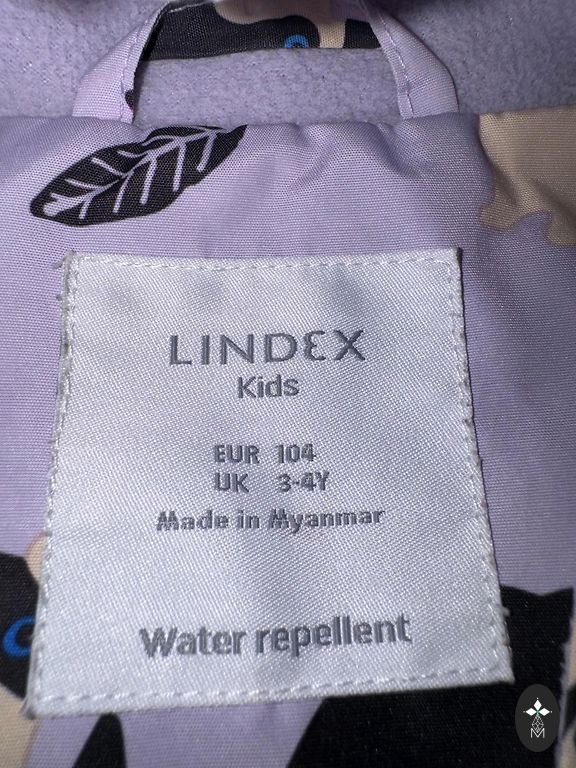 LINDEX
Kids
EUR 104
UK 3-4Y
Made in Myanmar
Water repellent